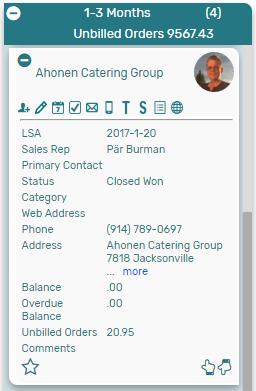 1-3 Months (4)
Unbilled Orders 9567.43
Ahonen Catering Group
7 T S
LSA 2017-1-20
Sales Rep Pär Burman
Primary Contact
Status Closed Won
Category
Web Address
Phone (914) 789-0697
Address Ahonen Catering Group
7818 Jacksonville
... more
Balance .00
Overdue
Balance .00
Unbilled Orders 20.95
Comments